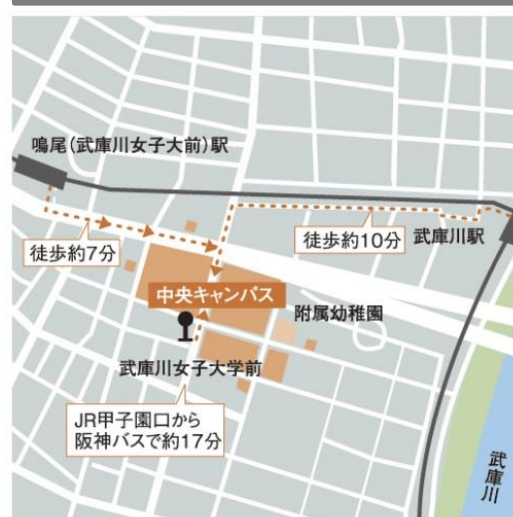 鳴尾(武庫川女子大前)駅
徒歩約7分
徒歩約10分
武庫川駅
中央キャンパス
附属幼稚園
武庫川女子大学前
JR甲子園口から
阪神バスで約17分
武庫川